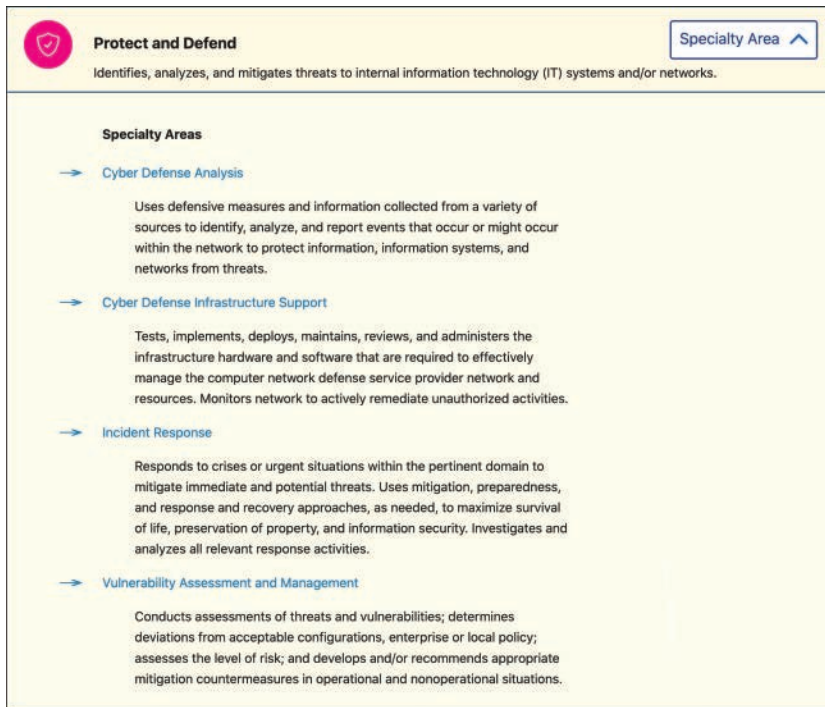 Protect and Defend
Specialty Area
Identifies, analyzes, and mitigates threats to internal information technology (IT) systems and/or networks.
Specialty Areas
Cyber Defense Analysis
Uses defensive measures and information collected from a variety of
sources to identify, analyze, and report events that occur or might occur
within the network to protect information, information systems, and
networks from threats.
Cyber Defense Infrastructure Support
Tests, implements, deploys, maintains, reviews, and administers the
infrastructure hardware and software that are required to effectively
manage the computer network defense service provider network and
resources. Monitors network to actively remediate unauthorized activities.
Incident Response
Responds to crises or urgent situations within the pertinent domain to
mitigate immediate and potential threats. Uses mitigation, preparedness,
and response and recovery approaches, as needed, to maximize survival
of life, preservation of property, and information security. Investigates and
analyzes all relevant response activities.
Vulnerability Assessment and Management
Conducts assessments of threats and vulnerabilities; determines
deviations from acceptable configurations, enterprise or local policy;
assesses the level of risk; and develops and/or recommends appropriate
mitigation countermeasures in operational and nonoperational situations.